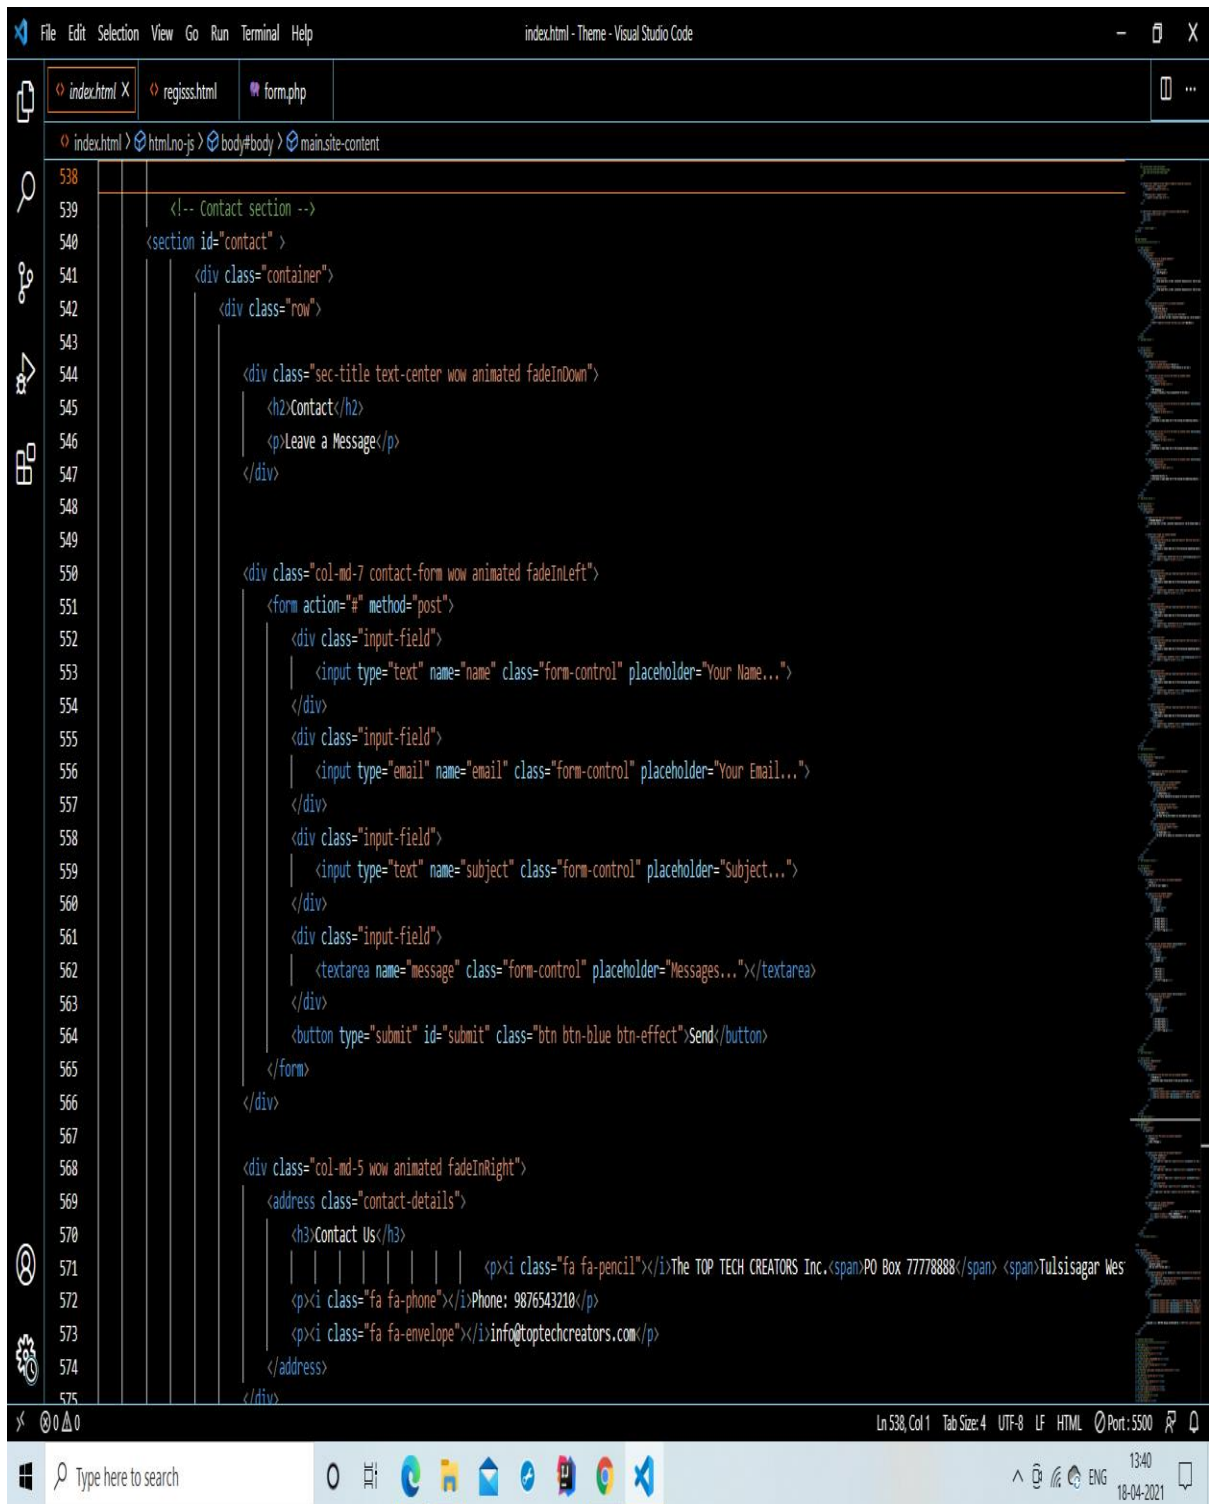 File Edit Selection View Go Run Terminal Help index.html - Theme - Visual Studio Code
index.html X regisss.html form.php
index.html > html.no-js > body#body > main.site-content
538
539 <!-- Contact section -->
540 <section id="contact" >
541 <div class="container">
542 <div class="row">
543
544 <div class="sec-title text-center wow animated fadeInDown">
545 <h2>Contact</h2>
546 <p>Leave a Message</p>
547 </div>
548
549
550 <div class="col-md-7 contact-form wow animated fadeInLeft">
551 <form action="#" method="post">
552 <div class="input-field">
553 <input type="text" name="name" class="form-control" placeholder="Your Name...">
554 </div>
555 <div class="input-field">
556 <input type="email" name="email" class="form-control" placeholder="Your Email...">
557 </div>
558 <div class="input-field">
559 <input type="text" name="subject" class="form-control" placeholder="Subject...">
560 </div>
561 <div class="input-field">
562 <textarea name="message" class="form-control" placeholder="Messages..."></textarea>
563 </div>
564 <button type="submit" id="submit" class="btn btn-blue btn-effect">Send</button>
565 </form>
566 </div>
567
568 <div class="col-md-5 wow animated fadeInRight">
569 <address class="contact-details">
570 <h3>Contact Us</h3>
571 <p><i class="fa fa-pencil"></i>The TOP TECH CREATORS Inc.<span>PO Box 77778888</span> <span>Tulsisagar Wes
572 <p><i class="fa fa-phone"></i>Phone: 9876543210</p>
573 <p><i class="fa fa-envelope"></i>info@toptechcreators.com</p>
574 </address>
575 </div>
0 0 Ln 538, Col 1 Tab Size: 4 UTF-8 LF HTML Port : 5500
Type here to search ENG 13:40
18-04-2021